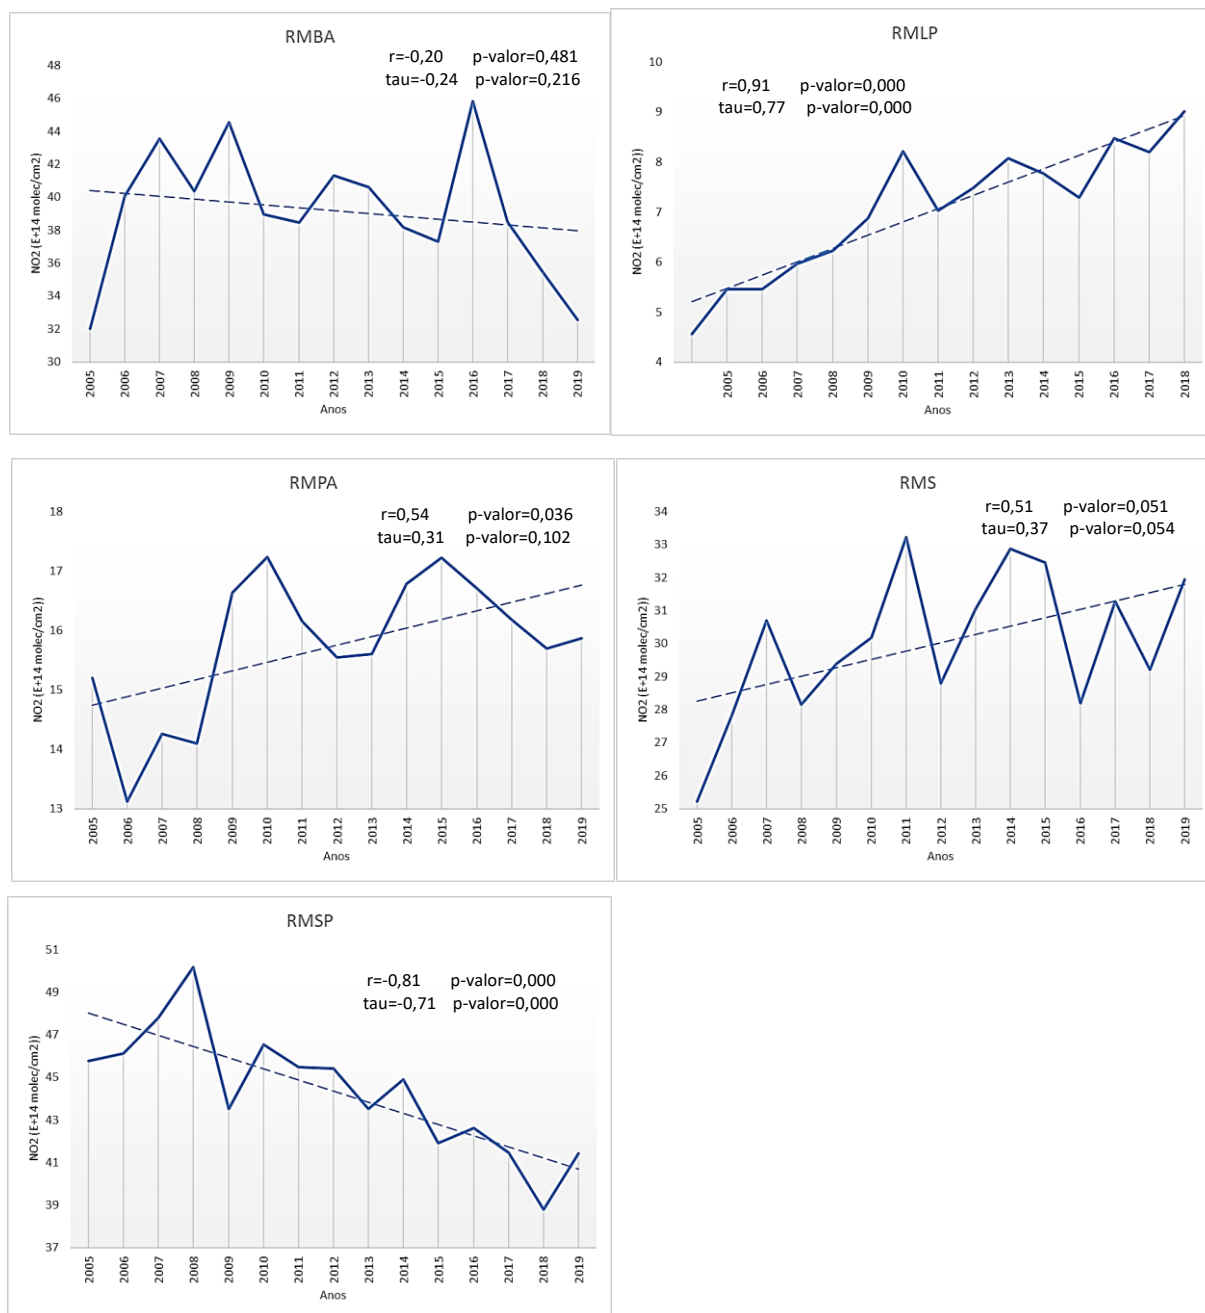 RMBA
r=-0,20 p-valor=0,481
tau=-0,24 p-valor=0,216
48
46
44
42
40
38
36
34
32
30
NO2 (E+14 molec/cm2))
2005 2006 2007 2008 2009 2010 2011 2012 2013 2014 2015 2016 2017 2018 2019
Anos
RMLP
r=0,91 p-valor=0,000
tau=0,77 p-valor=0,000
10
9
8
7
6
5
4
NO2 (E+14 molec/cm2))
2005 2006 2007 2008 2009 2010 2011 2012 2013 2014 2015 2016 2017 2018
Anos
RMPA
r=0,54 p-valor=0,036
tau=0,31 p-valor=0,102
18
17
16
15
14
13
NO2 (E+14 molec/cm2))
2005 2006 2007 2008 2009 2010 2011 2012 2013 2014 2015 2016 2017 2018 2019
Anos
RMS
r=0,51 p-valor=0,051
tau=0,37 p-valor=0,054
34
33
32
31
30
29
28
27
26
25
NO2 (E+14 molec/cm2))
2005 2006 2007 2008 2009 2010 2011 2012 2013 2014 2015 2016 2017 2018 2019
Anos
RMSP
r=-0,81 p-valor=0,000
tau=-0,71 p-valor=0,000
51
49
47
45
43
41
39
37
NO2 (E+14 molec/cm2))
2005 2006 2007 2008 2009 2010 2011 2012 2013 2014 2015 2016 2017 2018 2019
Anos